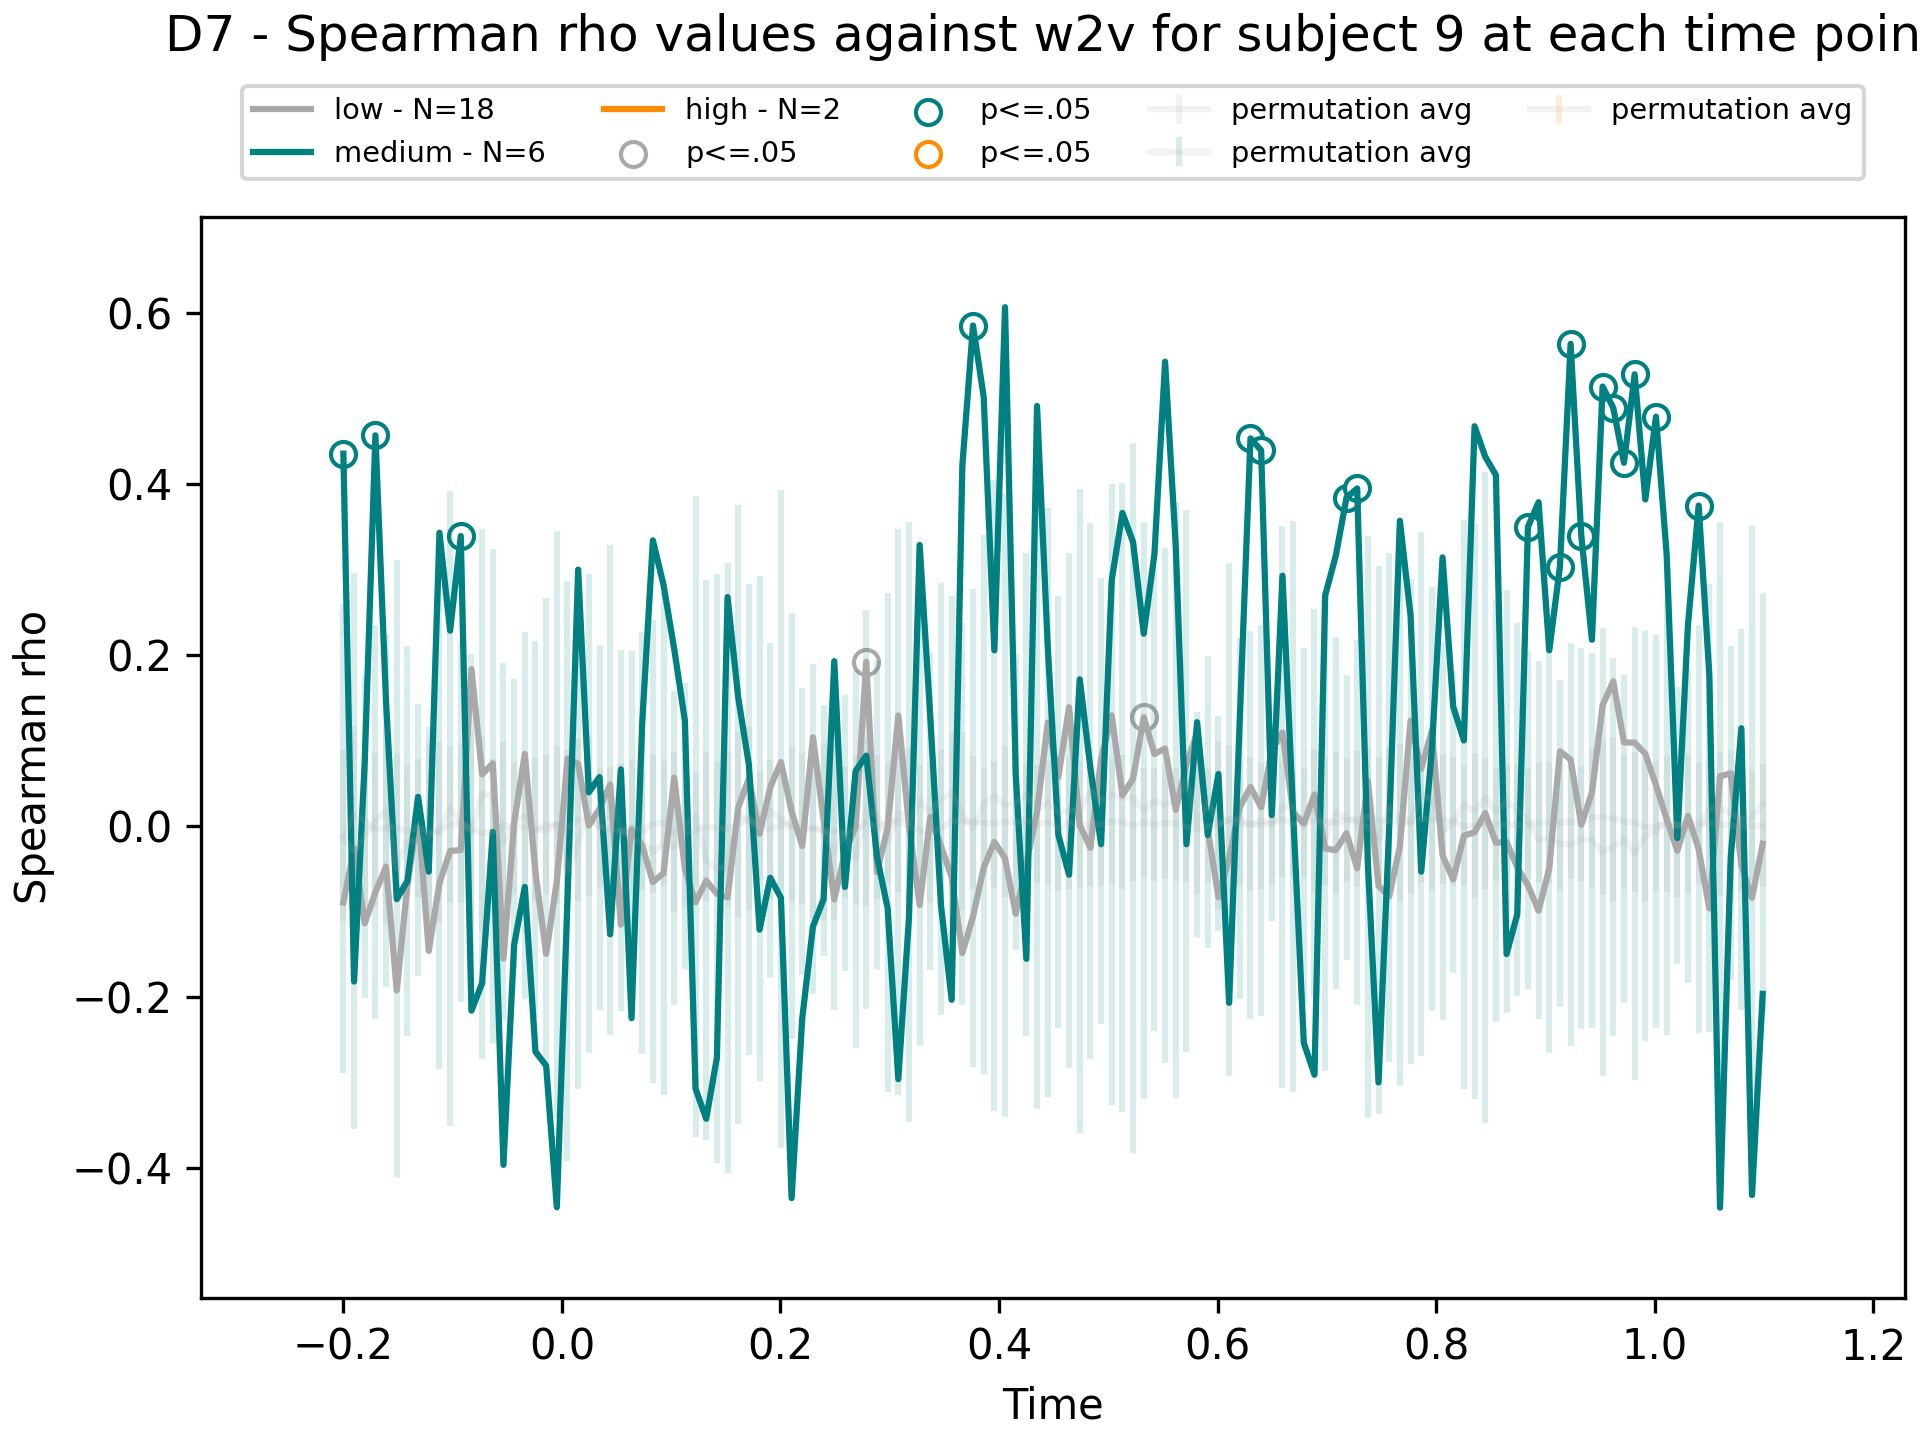 D7 - Spearman rho values against w2v for subject 9 at each time poin
low - N=18
medium - N=6
high - N=2
p<=.05
p<=.05
p<=.05
permutation avg
permutation avg
permutation avg
Spearman rho
0.6
0.4
0.2
0.0
−0.2
−0.4
−0.2 0.0 0.2 0.4 0.6 0.8 1.0 1.2
Time